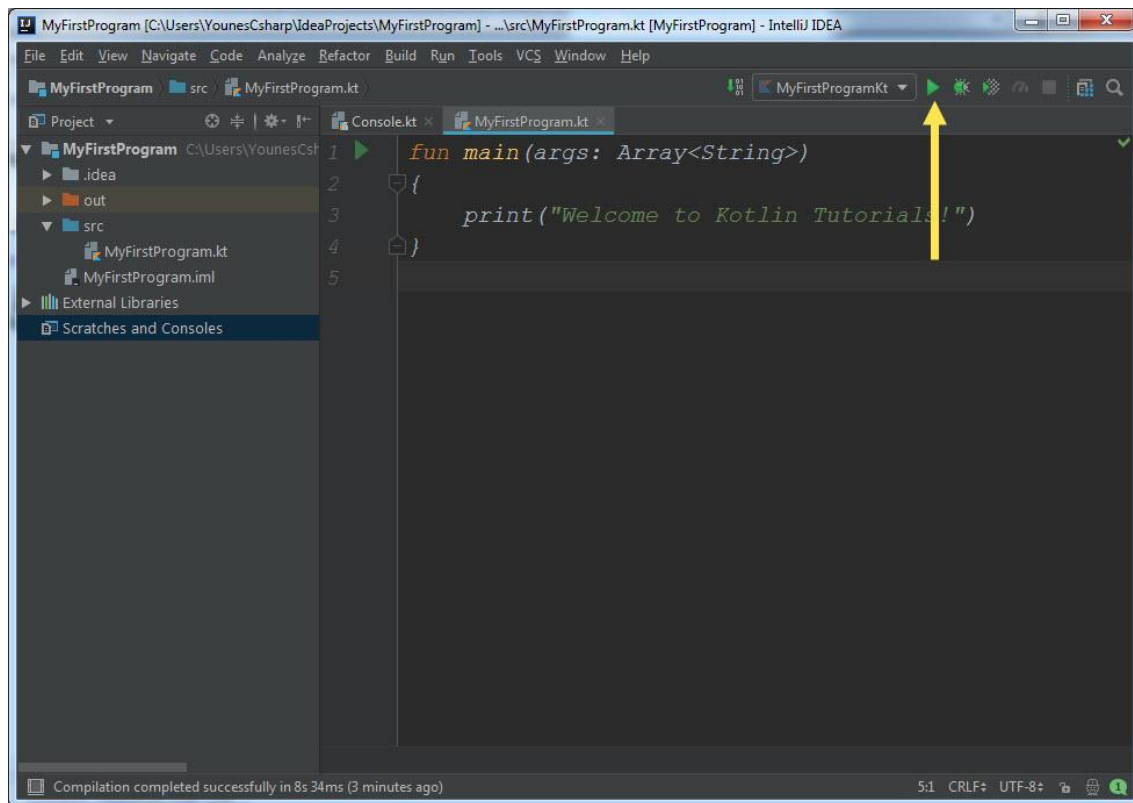 MyFirstProgram [C:\Users\YounesCsharp\IdeaProjects\MyFirstProgram] - ...\src\MyFirstProgram.kt [MyFirstProgram] - IntelliJ IDEA
File Edit View Navigate Code Analyze Refactor Build Run Tools VCS Window Help
MyFirstProgram src MyFirstProgram.kt MyFirstProgramKt
Project Console.kt MyFirstProgram.kt
MyFirstProgram C:\Users\YounesCsh
.idea
out
src
MyFirstProgram.kt
MyFirstProgram.iml
External Libraries
Scratches and Consoles
1 fun main(args: Array<String>)
2 {
3 print("Welcome to Kotlin Tutorials!")
4 }
5
Compilation completed successfully in 8s 34ms (3 minutes ago) 5:1 CRLF UTF-8 1